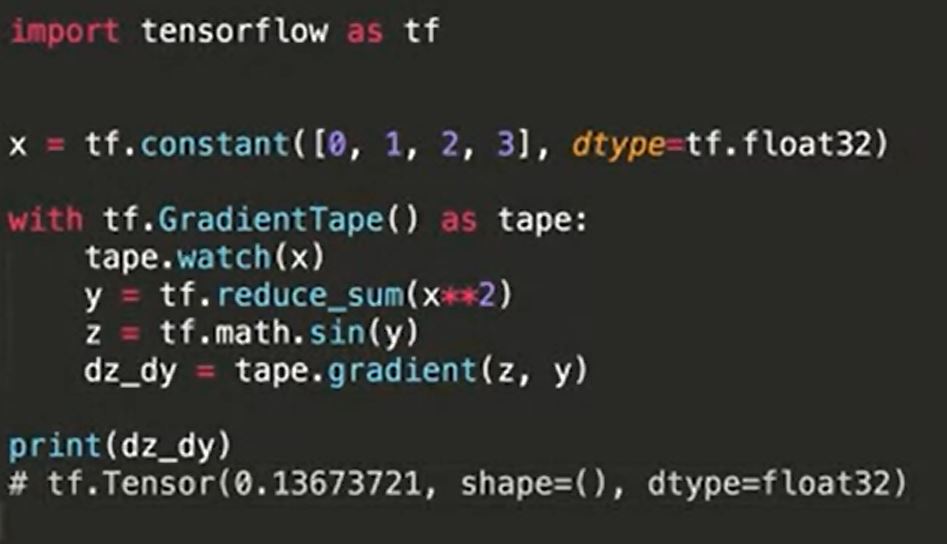 import tensorflow as tf
x = tf.constant([0, 1, 2, 3], dtype=tf.float32)
with tf.GradientTape() as tape:
    tape.watch(x)
    y = tf.reduce_sum(x**2)
    z = tf.math.sin(y)
    dz_dy = tape.gradient(z, y)
print(dz_dy)
# tf.Tensor(0.13673721, shape=(), dtype=float32)